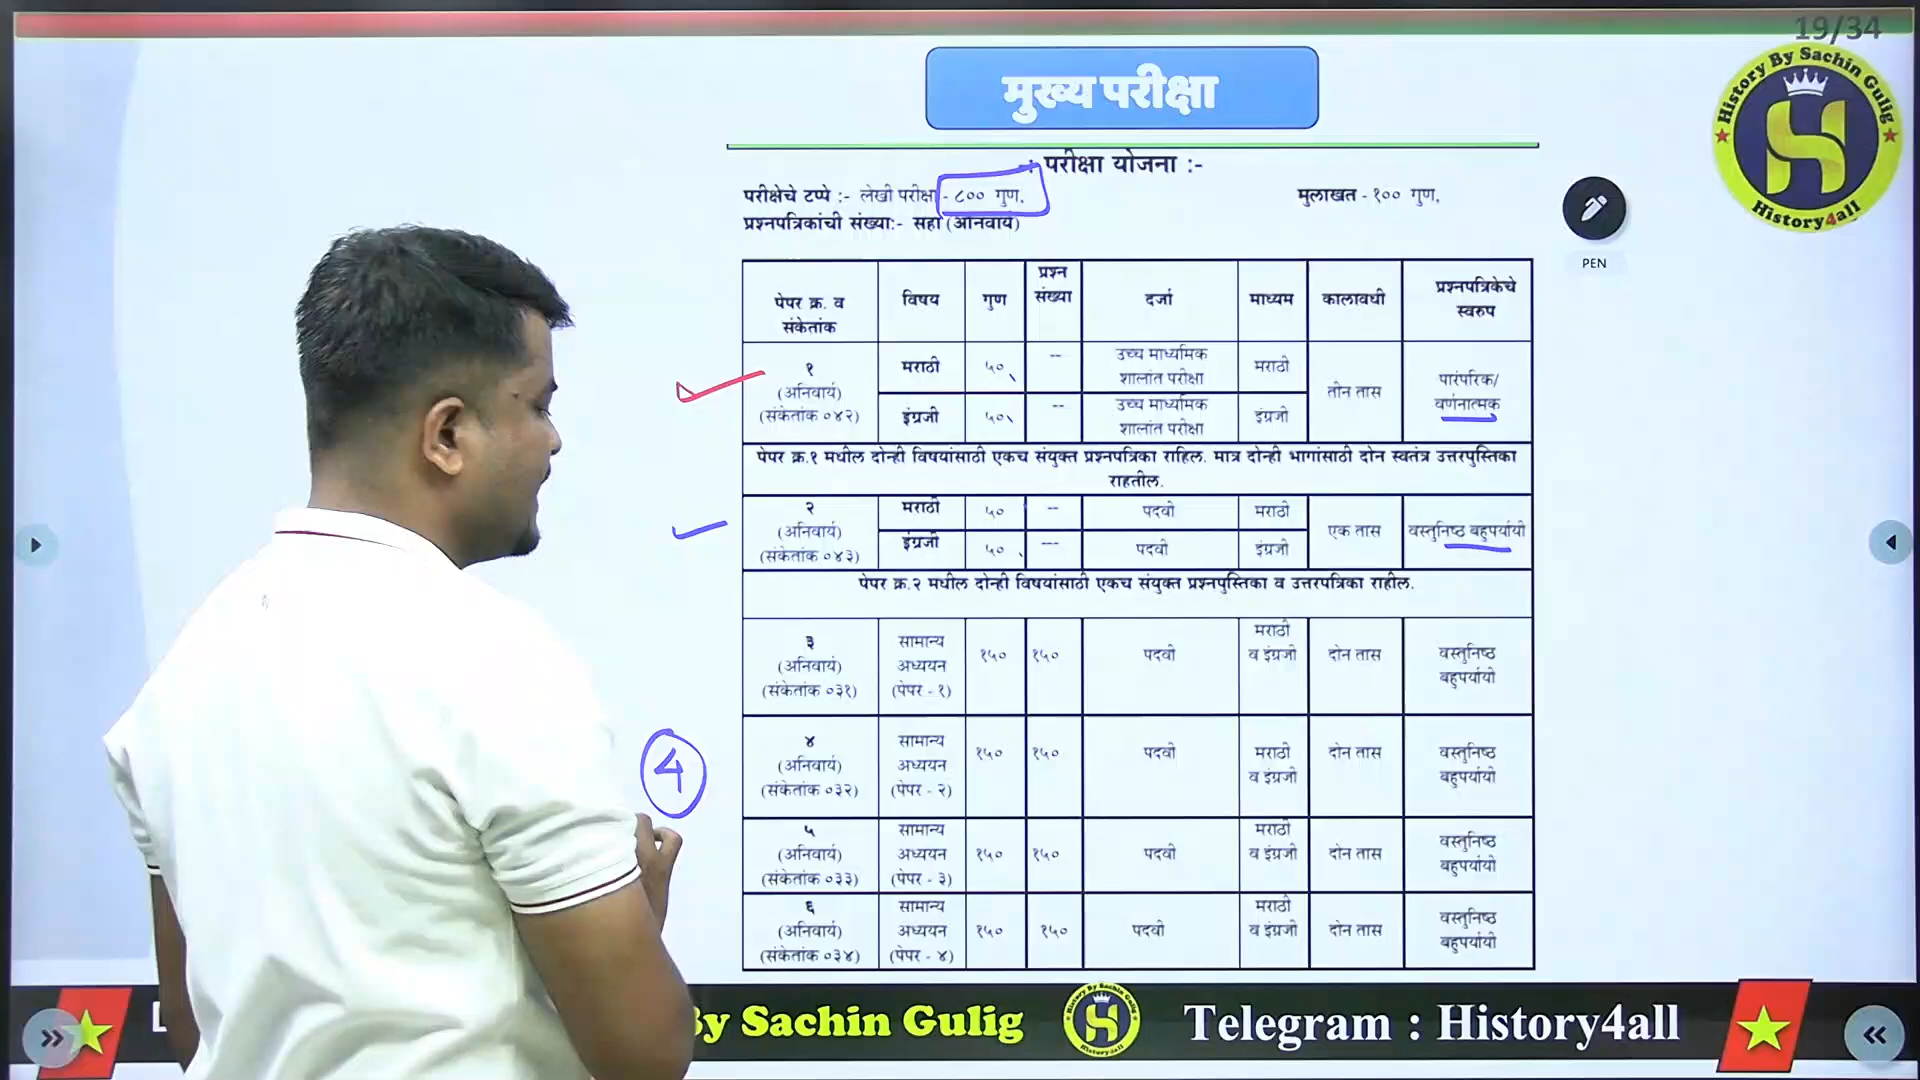 19/34
मुख्य परीक्षा
परीक्षा योजना :-
परीक्षेचे टप्पे :- लेखी परीक्षा - ८०० गुण,
मुलाखत - १०० गुण,
प्रश्नपत्रिकांची संख्या:- सहा (अनिवार्य)
PEN
History By Sachin Gulig
History4all
पेपर क्र. व संकेतांक
विषय
गुण
प्रश्न संख्या
दर्जा
माध्यम
कालावधी
प्रश्नपत्रिकेचे स्वरुप
१
(अनिवार्य)
(संकेतांक ०४२)
मराठी
५०
--
उच्च माध्यमिक शालांत परीक्षा
मराठी
तीन तास
पारंपरिक/
वर्णनात्मक
इंग्रजी
५०
--
उच्च माध्यमिक शालांत परीक्षा
इंग्रजी
पेपर क्र.१ मधील दोन्ही विषयांसाठी एकच संयुक्त प्रश्नपत्रिका राहिल. मात्र दोन्ही भागांसाठी दोन स्वतंत्र उत्तरपुस्तिका
राहतील.
२
(अनिवार्य)
(संकेतांक ०४३)
मराठी
५०
--
पदवी
मराठी
एक तास
वस्तुनिष्ठ बहुपर्यायी
इंग्रजी
५०
---
पदवी
इंग्रजी
पेपर क्र.२ मधील दोन्ही विषयांसाठी एकच संयुक्त प्रश्नपुस्तिका व उत्तरपत्रिका राहील.
३
(अनिवार्य)
(संकेतांक ०३१)
सामान्य
अध्ययन
(पेपर - १)
१५०
१५०
पदवी
मराठी
व इंग्रजी
दोन तास
वस्तुनिष्ठ
बहुपर्यायी
4
४
(अनिवार्य)
(संकेतांक ०३२)
सामान्य
अध्ययन
(पेपर - २)
१५०
१५०
पदवी
मराठी
व इंग्रजी
दोन तास
वस्तुनिष्ठ
बहुपर्यायी
५
(अनिवार्य)
(संकेतांक ०३३)
सामान्य
अध्ययन
(पेपर - ३)
१५०
१५०
पदवी
मराठी
व इंग्रजी
दोन तास
वस्तुनिष्ठ
बहुपर्यायी
६
(अनिवार्य)
(संकेतांक ०३४)
सामान्य
अध्ययन
(पेपर - ४)
१५०
१५०
पदवी
मराठी
व इंग्रजी
दोन तास
वस्तुनिष्ठ
बहुपर्यायी
By Sachin Gulig
Telegram : History4all